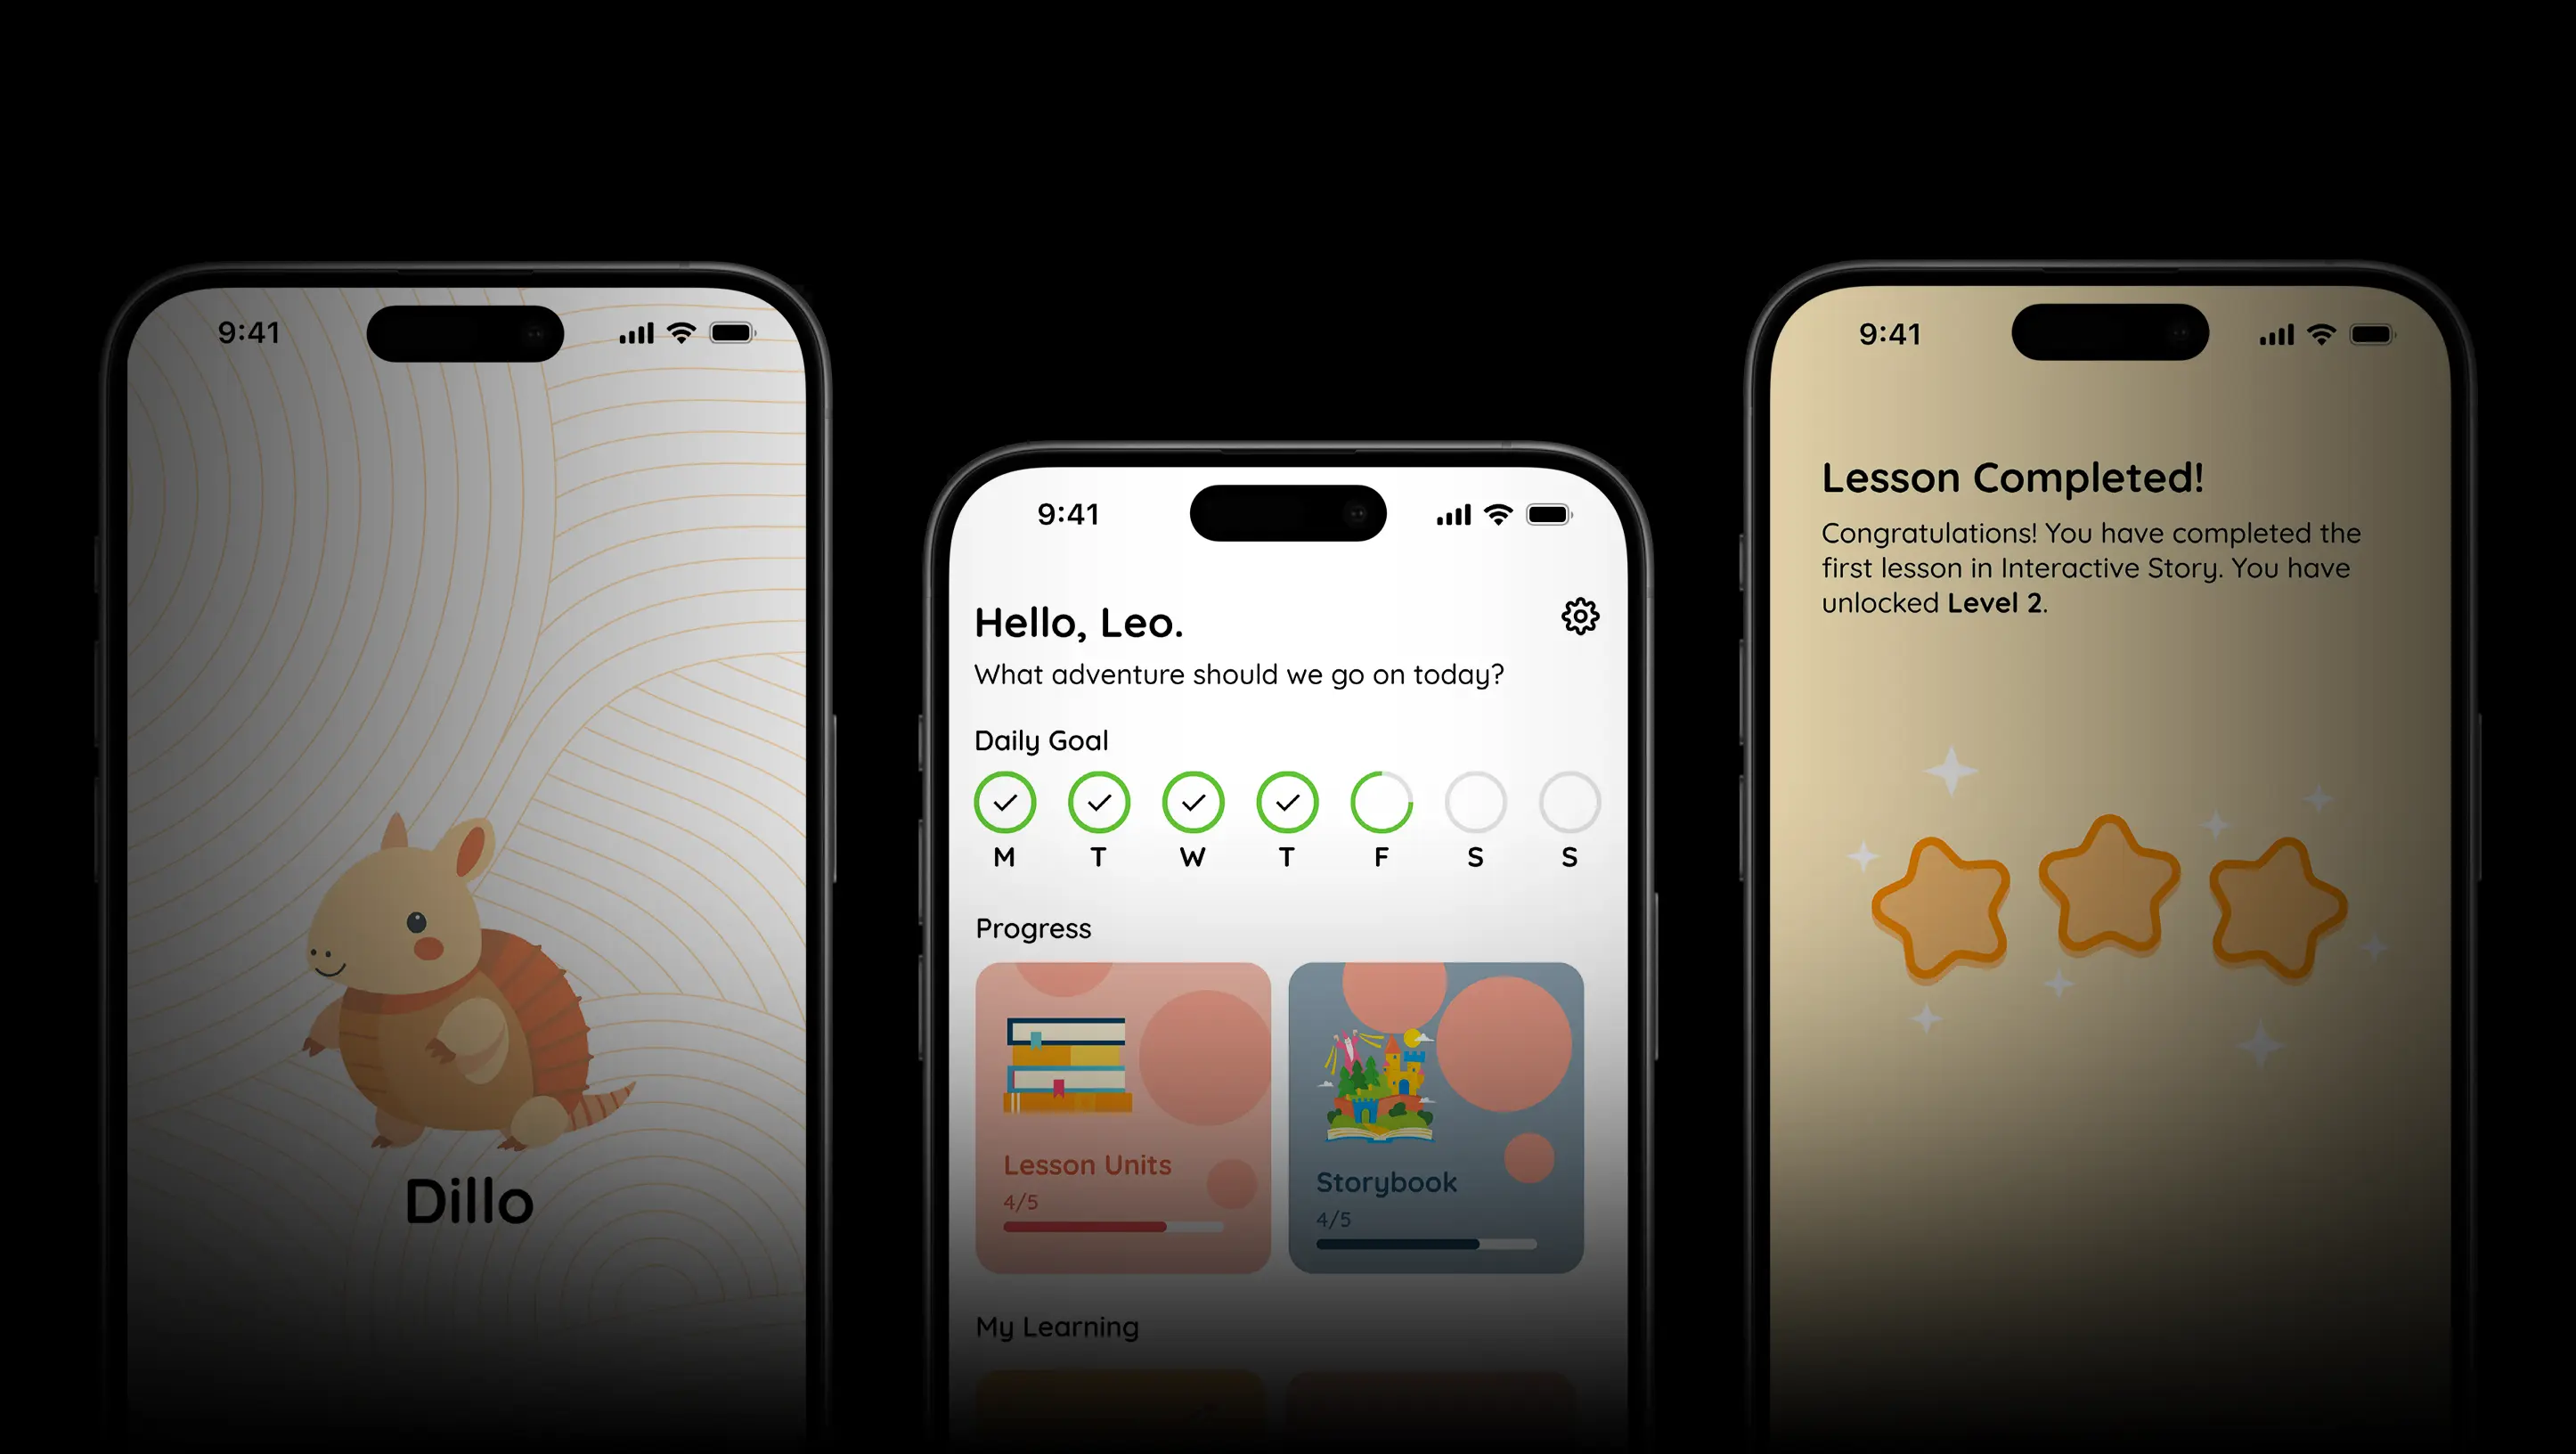 9:41
Dillo
9:41
Hello, Leo.
What adventure should we go on today?
Daily Goal
M T W T F S S
Progress
Lesson Units
4/5
Storybook
4/5
My Learning
9:41
Lesson Completed!
Congratulations! You have completed the
first lesson in Interactive Story. You have
unlocked Level 2.